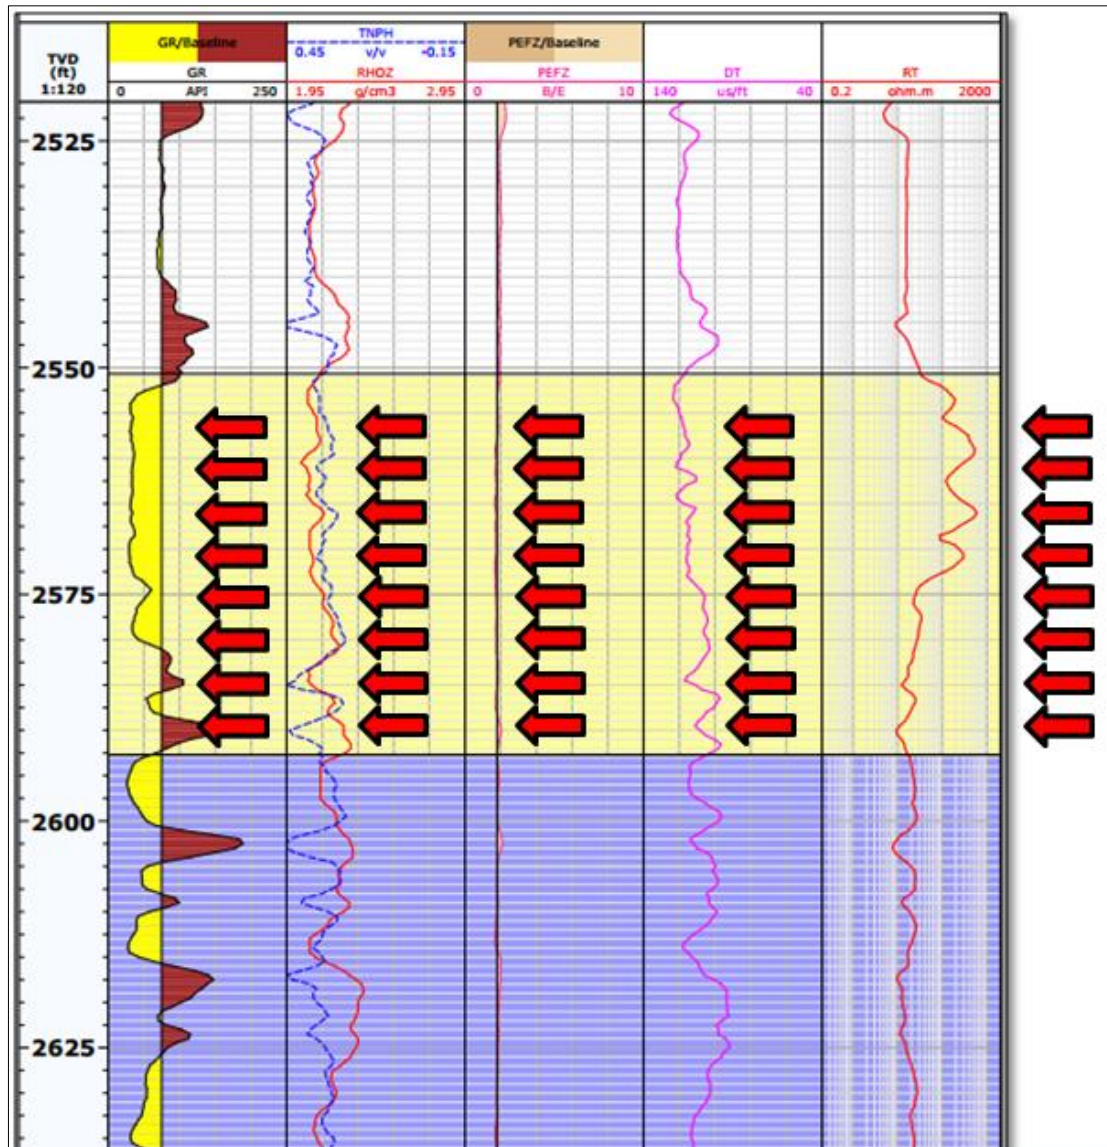 GR/Baseline
TNPH
0.45 v/v -0.15
PEFZ/Baseline
TVD
(ft)
1:120
GR
0 API 250
RHOZ
1.95 g/cm3 2.95
PEFZ
0 B/E 10
DT
140 us/ft 40
RT
0.2 ohm.m 2000
2525
2550
2575
2600
2625